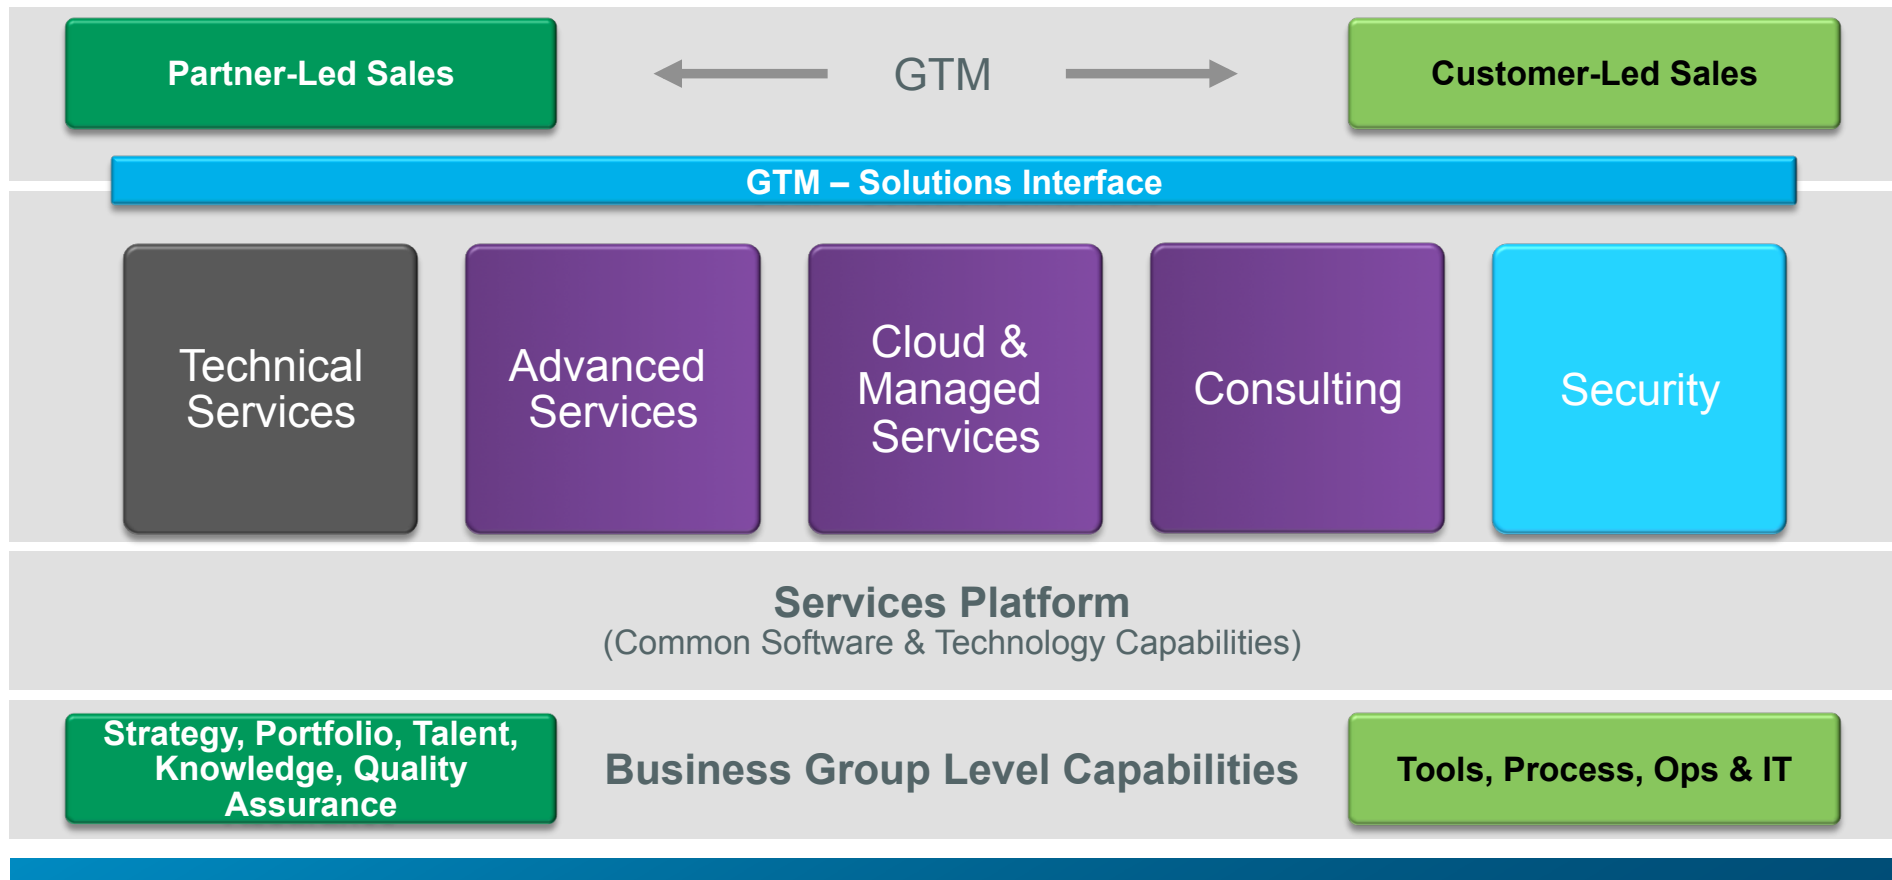 Partner-Led Sales
GTM
Customer-Led Sales
GTM – Solutions Interface
Technical
Services
Advanced
Services
Cloud &
Managed
Services
Consulting
Security
Services Platform
(Common Software & Technology Capabilities)
Strategy, Portfolio, Talent,
Knowledge, Quality
Assurance
Business Group Level Capabilities
Tools, Process, Ops & IT